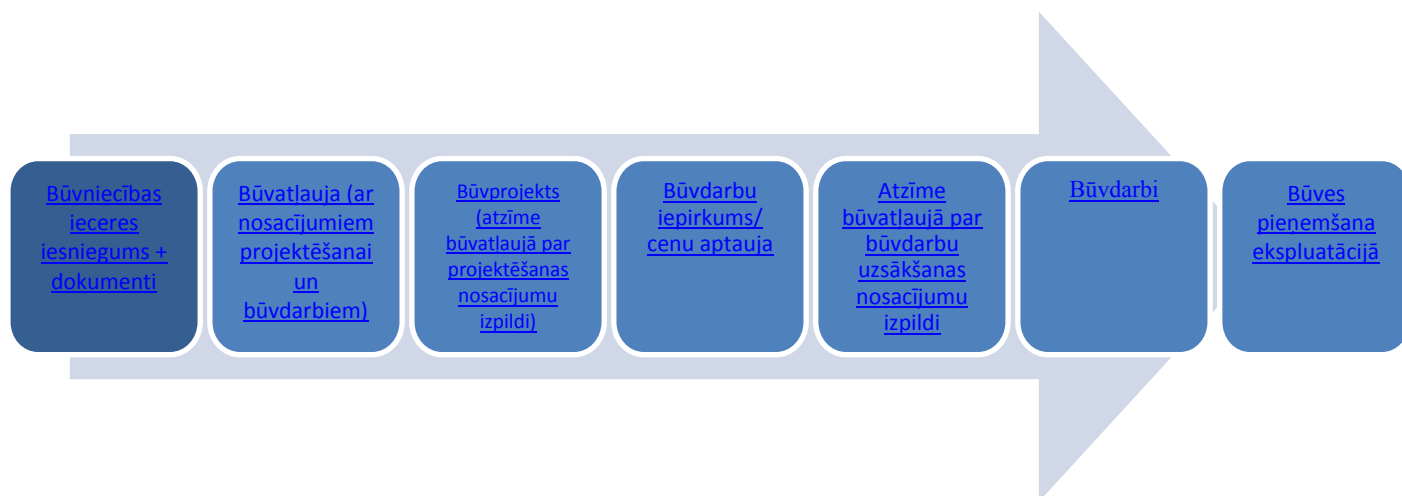 Būvniecības
ieceres
iesniegums +
dokumenti
Būvatļauja (ar
nosacījumiem
projektēšanai
un
būvdarbiem)
Būvprojekts
(atzīme
būvatļaujā par
projektēšanas
nosacījumu
izpildi)
Būvdarbu
iepirkums/
cenu aptauja
Atzīme
būvatļaujā par
būvdarbu
uzsākšanas
nosacījumu
izpildi
Būvdarbi
Būves
pieņemšana
ekspluatācijā